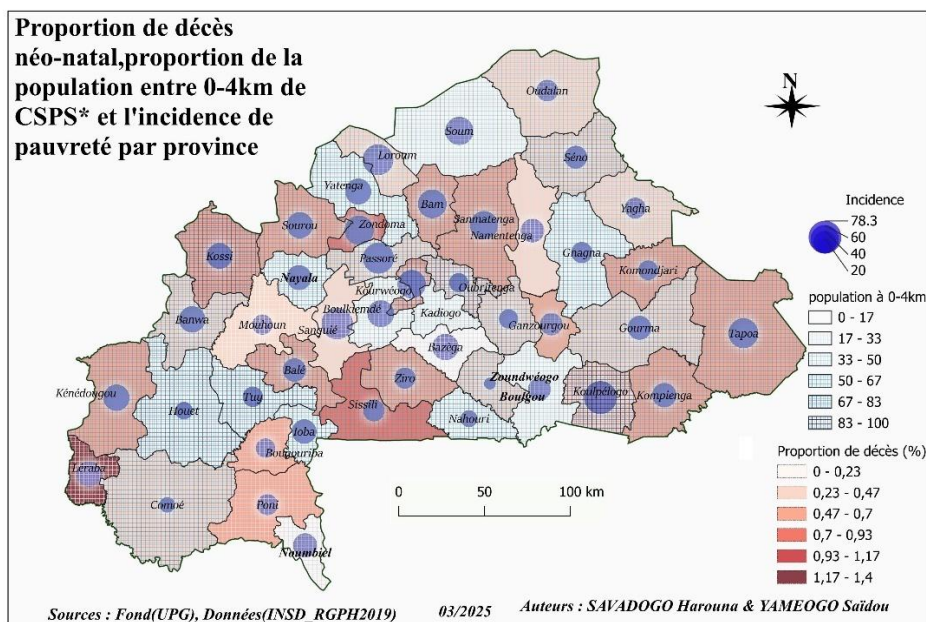 Proportion de décès
néo-natal,proportion de la
population entre 0-4km de
CSPS* et l'incidence de
pauvreté par province
N
Oudalan
Soum
Loroum
Séno
Yatenga
Yagha
Bam
Sourou
Zondoma
Sanmatenga
Namentenga
Kossi
Passoré
Gnagna
Komondjari
Nayala
Kourwéogo
Oubritenga
Banwa
Mouhoun
Boulkiemdé
Kadiogo
Sanguié
Ganzourgou
Gourma
Tapoa
Bazèga
Balé
Ziro
Zoundwéogo
Boulgou
Koulpélogo
Kompienga
Kénédougou
Houet
Tuy
Sissili
Nahouri
Ioba
Bougouriba
Léraba
Comoé
Poni
Noumbiel
0 50 100 km
Incidence
78.3
60
40
20
population à 0-4km
0 - 17
17 - 33
33 - 50
50 - 67
67 - 83
83 - 100
Proportion de décès (%)
0 - 0,23
0,23 - 0,47
0,47 - 0,7
0,7 - 0,93
0,93 - 1,17
1,17 - 1,4
Sources : Fond(UPG), Données(INSD_RGPH2019) 03/2025 Auteurs : SAVADOGO Harouna & YAMEOGO Saïdou